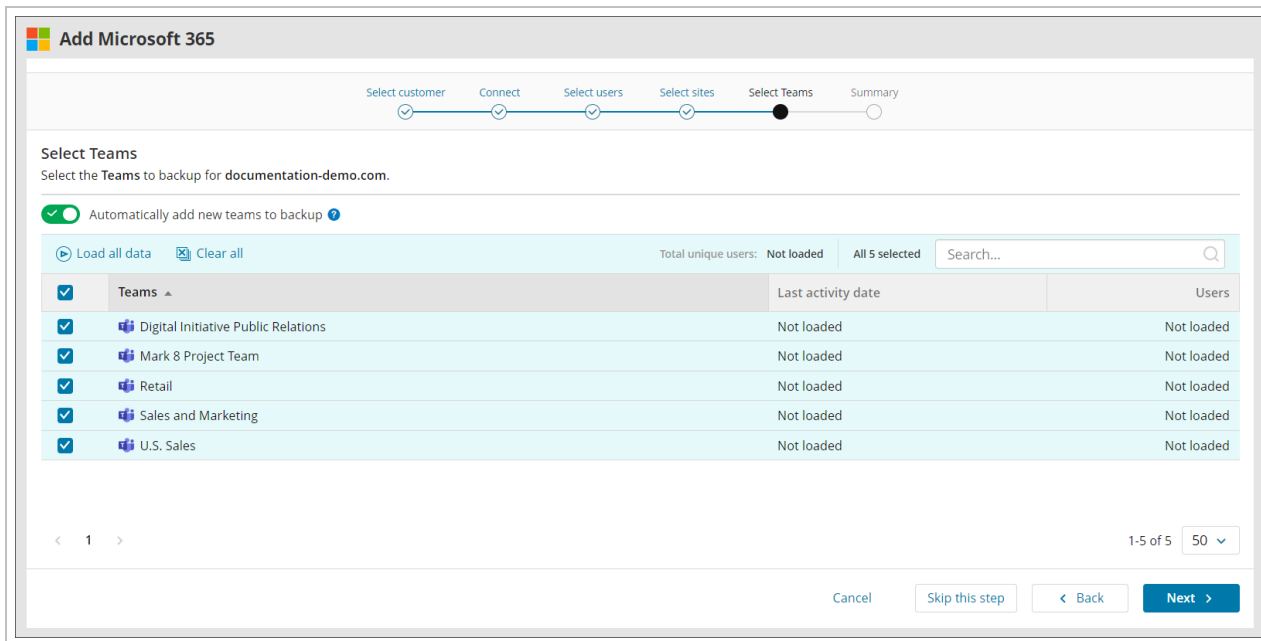 Add Microsoft 365
Select customer Connect Select users Select sites Select Teams Summary
Select Teams
Select the Teams to backup for documentation-demo.com.
Automatically add new teams to backup ?
Load all data Clear all Total unique users: Not loaded All 5 selected Search...
Teams Last activity date Users
Digital Initiative Public Relations Not loaded Not loaded
Mark 8 Project Team Not loaded Not loaded
Retail Not loaded Not loaded
Sales and Marketing Not loaded Not loaded
U.S. Sales Not loaded Not loaded
< 1 > 1-5 of 5 50
Cancel Skip this step < Back Next >